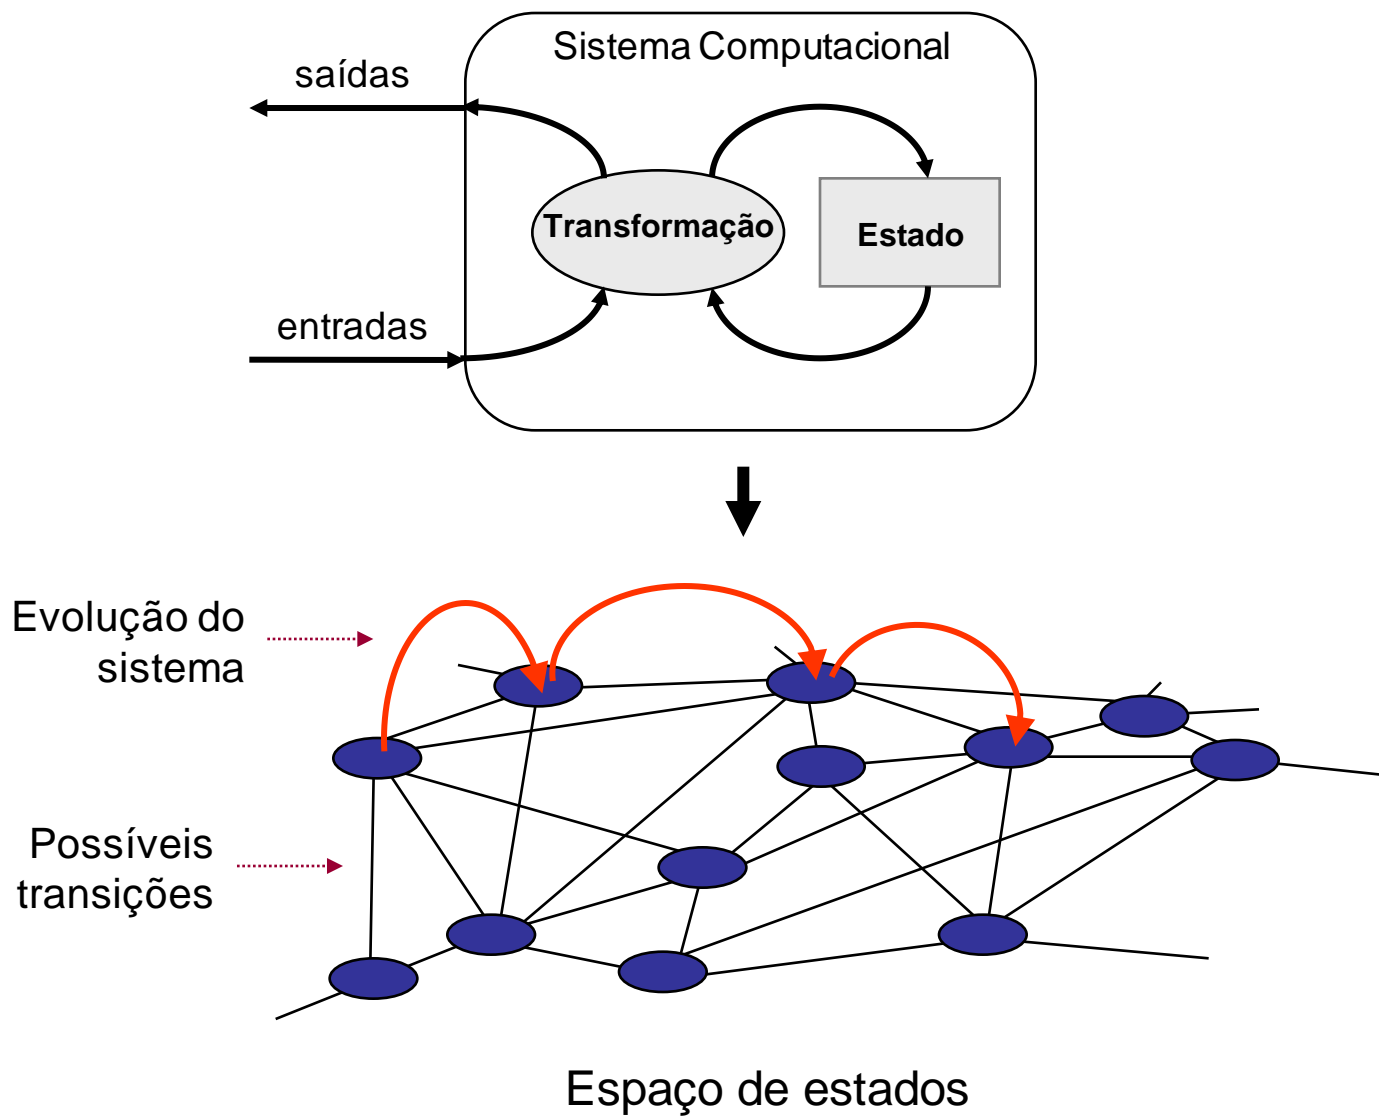 Sistema Computacional
saídas
Transformação
Estado
entradas
Evolução do
sistema
Possíveis
transições
Espaço de estados